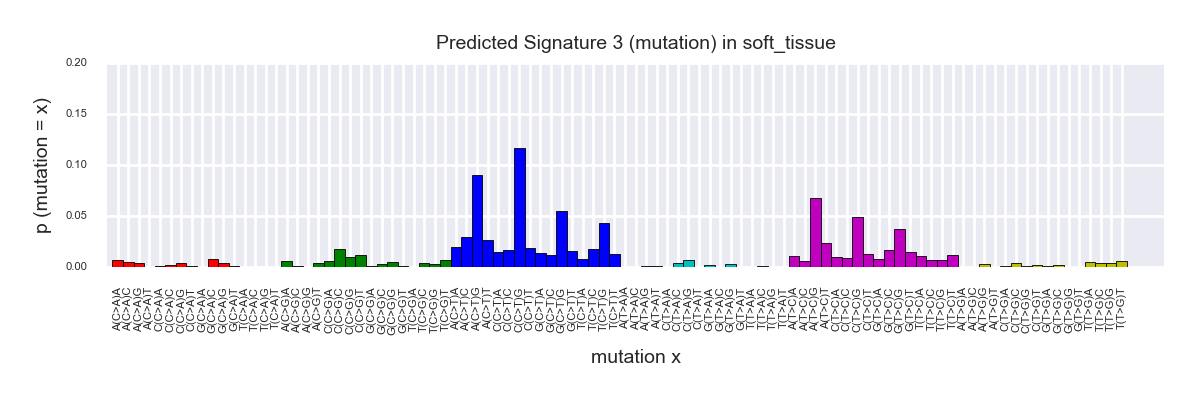 Predicted Signature 3 (mutation) in soft_tissue
p (mutation = x)
0.20
0.15
0.10
0.05
0.00
A(C>A)A
A(C>A)C
A(C>A)G
A(C>A)T
C(C>A)A
C(C>A)C
C(C>A)G
C(C>A)T
G(C>A)A
G(C>A)C
G(C>A)G
G(C>A)T
T(C>A)A
T(C>A)C
T(C>A)G
T(C>A)T
A(C>G)A
A(C>G)C
A(C>G)G
A(C>G)T
C(C>G)A
C(C>G)C
C(C>G)G
C(C>G)T
G(C>G)A
G(C>G)C
G(C>G)G
G(C>G)T
T(C>G)A
T(C>G)C
T(C>G)G
T(C>G)T
A(C>T)A
A(C>T)C
A(C>T)G
A(C>T)T
C(C>T)A
C(C>T)C
C(C>T)G
C(C>T)T
G(C>T)A
G(C>T)C
G(C>T)G
G(C>T)T
T(C>T)A
T(C>T)C
T(C>T)G
T(C>T)T
A(T>A)A
A(T>A)C
A(T>A)G
A(T>A)T
C(T>A)A
C(T>A)C
C(T>A)G
C(T>A)T
G(T>A)A
G(T>A)C
G(T>A)G
G(T>A)T
T(T>A)A
T(T>A)C
T(T>A)G
T(T>A)T
A(T>C)A
A(T>C)C
A(T>C)G
A(T>C)T
C(T>C)A
C(T>C)C
C(T>C)G
C(T>C)T
G(T>C)A
G(T>C)C
G(T>C)G
G(T>C)T
T(T>C)A
T(T>C)C
T(T>C)G
T(T>C)T
A(T>G)A
A(T>G)C
A(T>G)G
A(T>G)T
C(T>G)A
C(T>G)C
C(T>G)G
C(T>G)T
G(T>G)A
G(T>G)C
G(T>G)G
G(T>G)T
T(T>G)A
T(T>G)C
T(T>G)G
T(T>G)T
mutation x